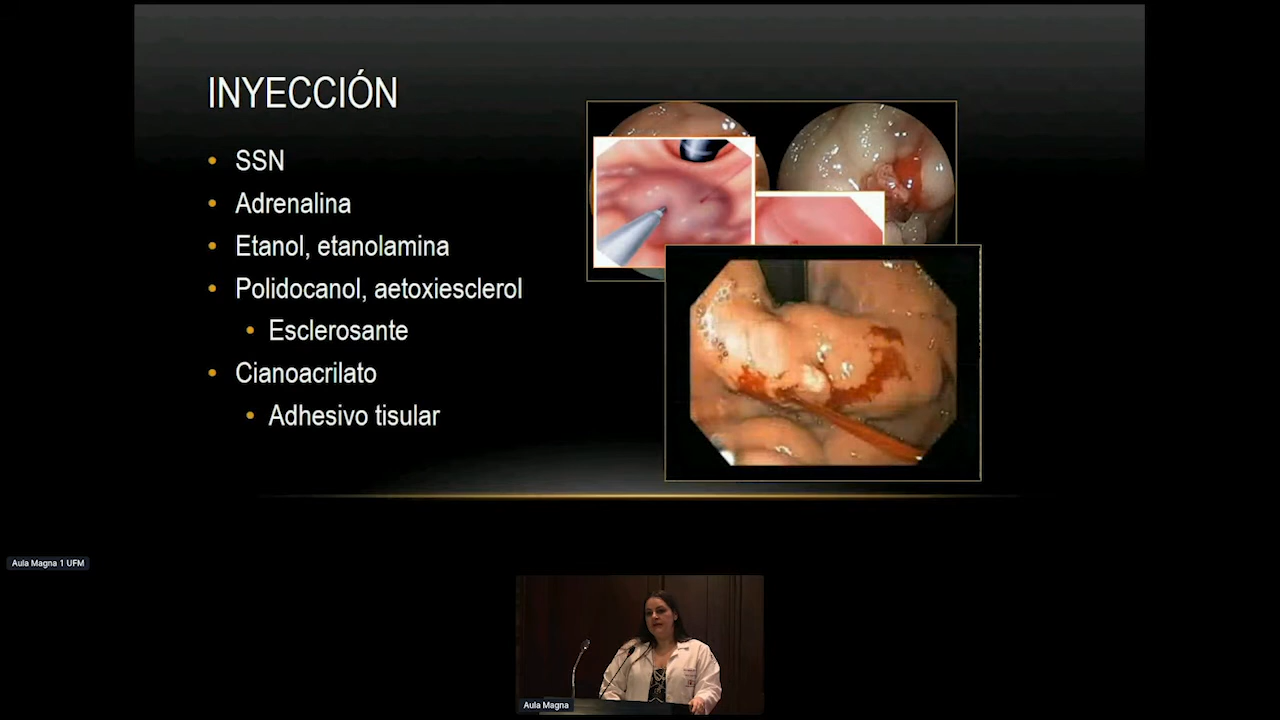 INYECCIÓN
• SSN
• Adrenalina
• Etanol, etanolamina
• Polidocanol, aetoxiesclerol
• Esclerosante
• Cianoacrilato
• Adhesivo tisular
Aula Magna 1 UFM
Aula Magna